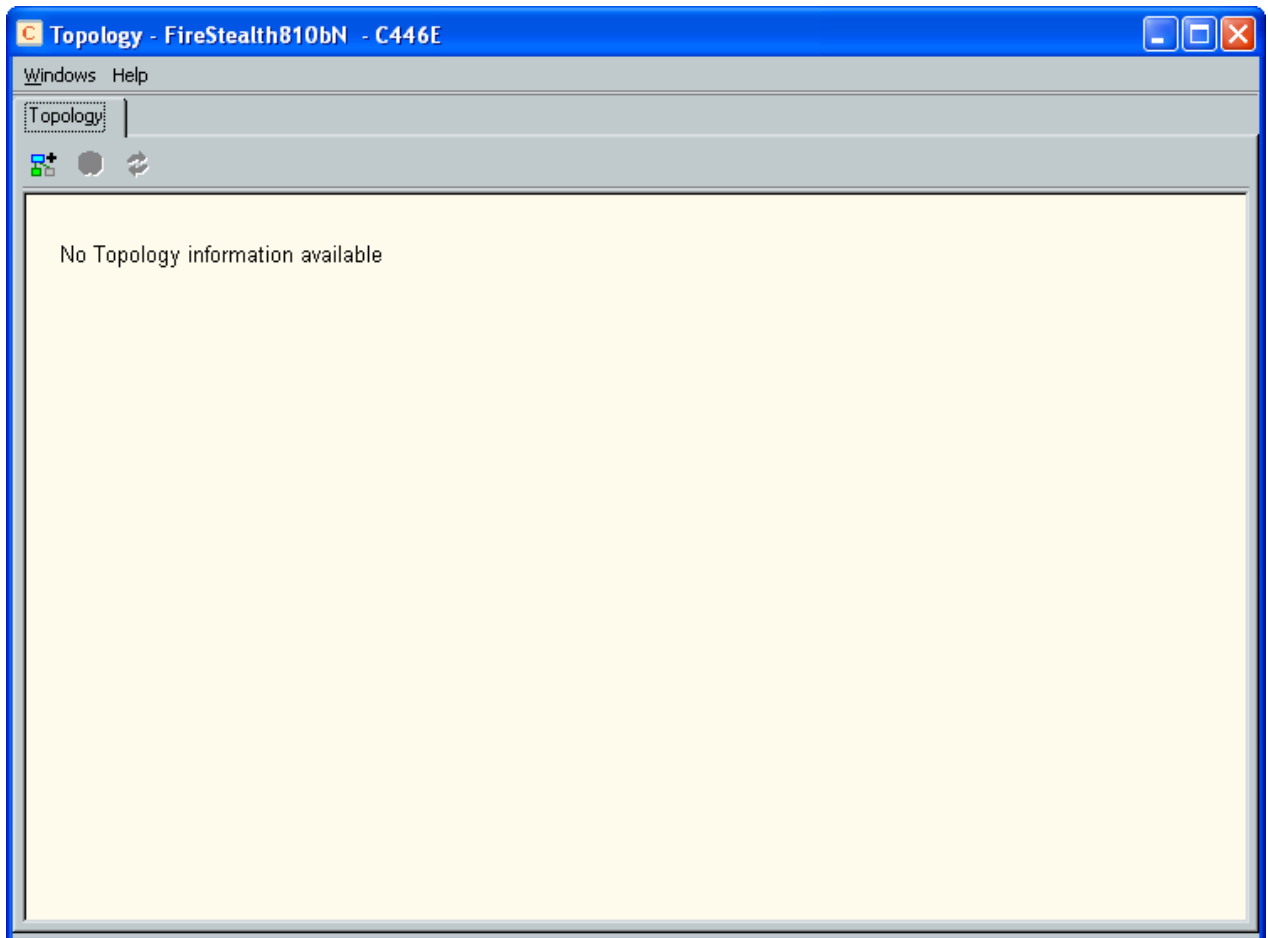 C Topology - FireStealth810bN - C446E
Windows Help
Topology
No Topology information available